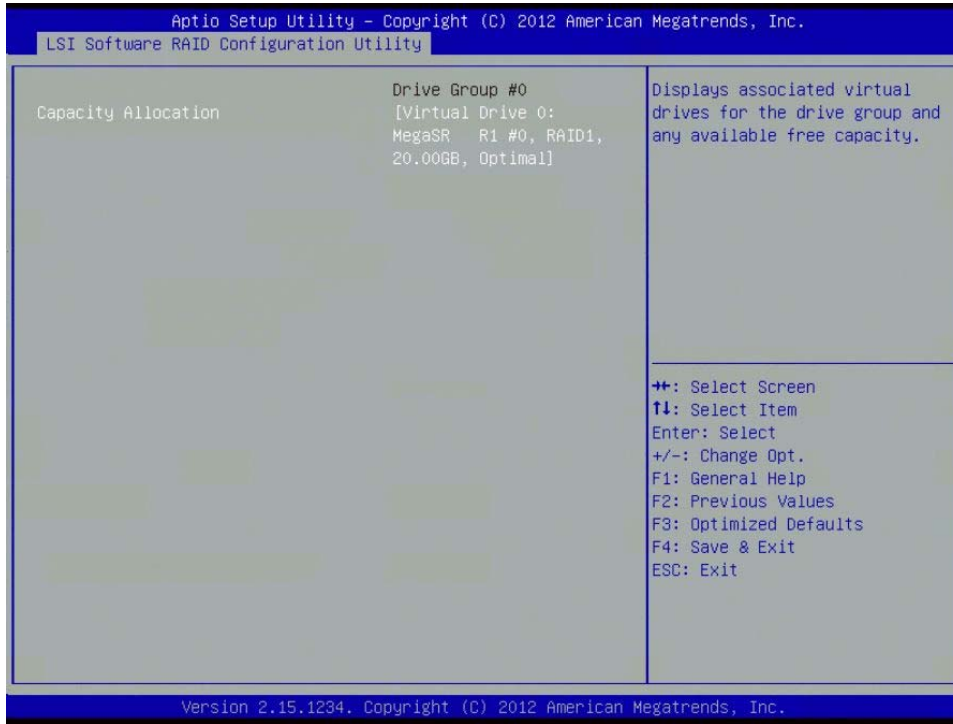 Aptio Setup Utility – Copyright (C) 2012 American Megatrends, Inc.
LSI Software RAID Configuration Utility
Drive Group #0
Capacity Allocation [Virtual Drive 0:
MegaSR R1 #0, RAID1,
20.00GB, Optimal]
Displays associated virtual
drives for the drive group and
any available free capacity.
→←: Select Screen
↑↓: Select Item
Enter: Select
+/-: Change Opt.
F1: General Help
F2: Previous Values
F3: Optimized Defaults
F4: Save & Exit
ESC: Exit
Version 2.15.1234. Copyright (C) 2012 American Megatrends, Inc.